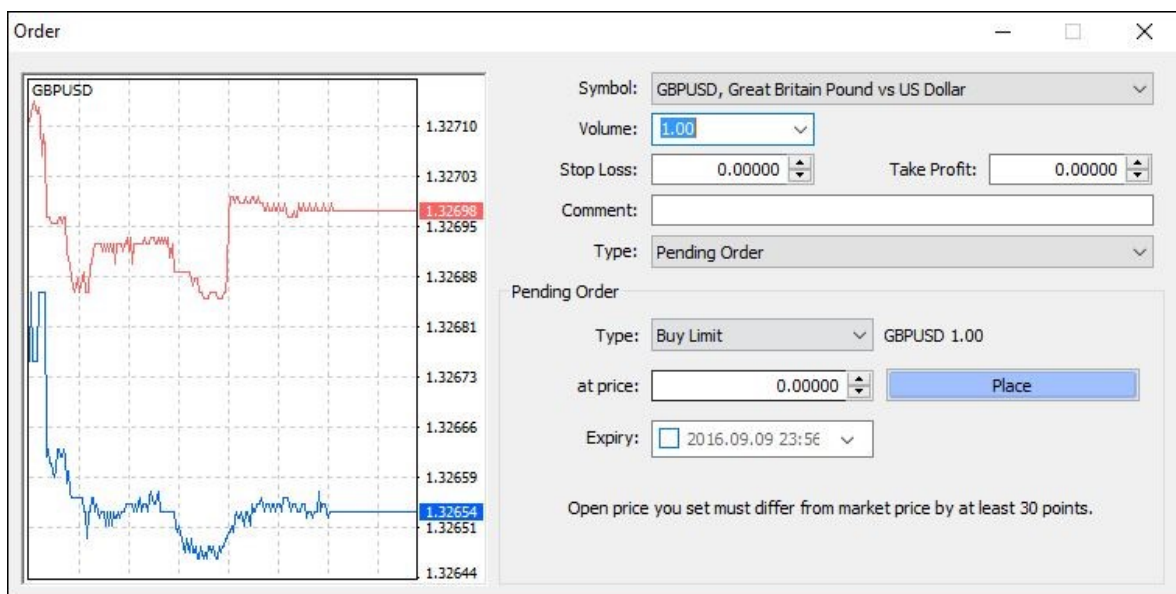 Order
GBPUSD
1.32710
1.32703
1.32698
1.32695
1.32688
1.32681
1.32673
1.32666
1.32659
1.32654
1.32651
1.32644
Symbol: GBPUSD, Great Britain Pound vs US Dollar
Volume: 1.00
Stop Loss: 0.00000 Take Profit: 0.00000
Comment:
Type: Pending Order
Pending Order
Type: Buy Limit GBPUSD 1.00
at price: 0.00000 Place
Expiry: 2016.09.09 23:56
Open price you set must differ from market price by at least 30 points.